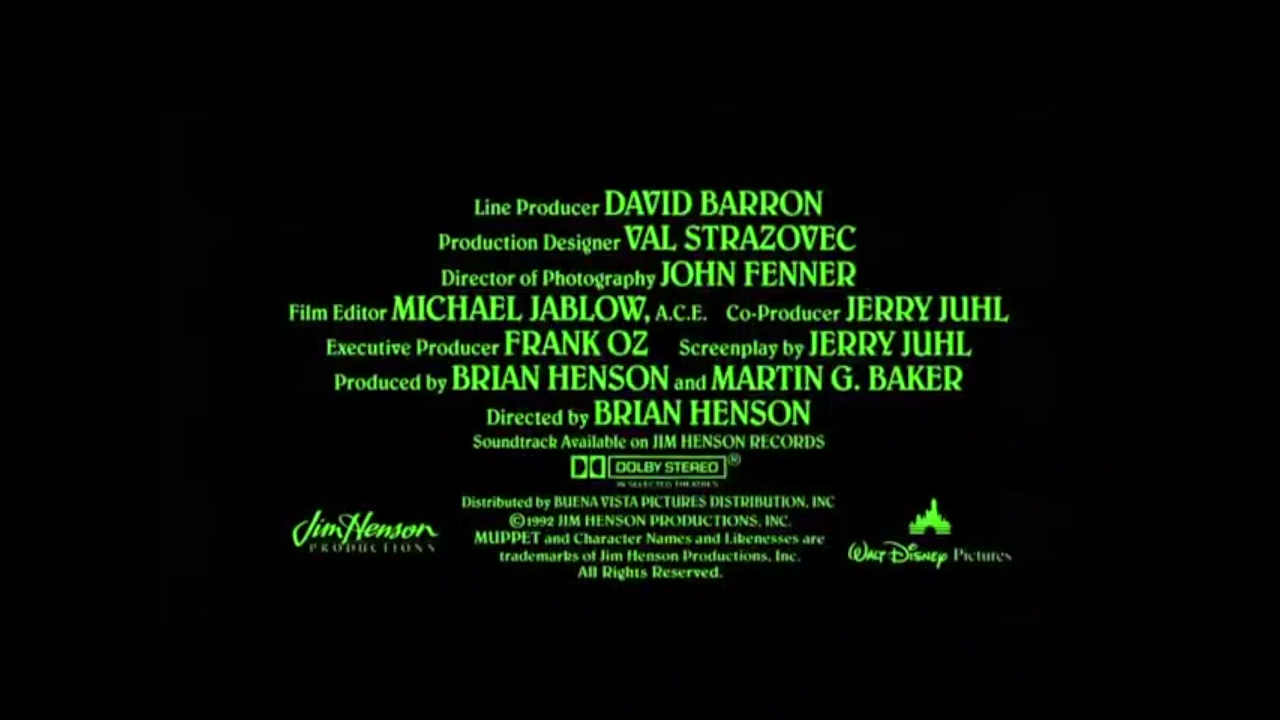 Line Producer DAVID BARRON
Production Designer VAL STRAZOVEC
Director of Photography JOHN FENNER
Film Editor MICHAEL JABLOW, A.C.E. Co-Producer JERRY JUHL
Executive Producer FRANK OZ Screenplay by JERRY JUHL
Produced by BRIAN HENSON and MARTIN G. BAKER
Directed by BRIAN HENSON
Soundtrack Available on JIM HENSON RECORDS
DOLBY STEREO ®
IN SELECTED THEATRES
Distributed by BUENA VISTA PICTURES DISTRIBUTION, INC
©1992 JIM HENSON PRODUCTIONS, INC.
MUPPET and Character Names and Likenesses are
trademarks of Jim Henson Productions, Inc.
All Rights Reserved.
Jim Henson
PRODUCTIONS
WALT DISNEY Pictures